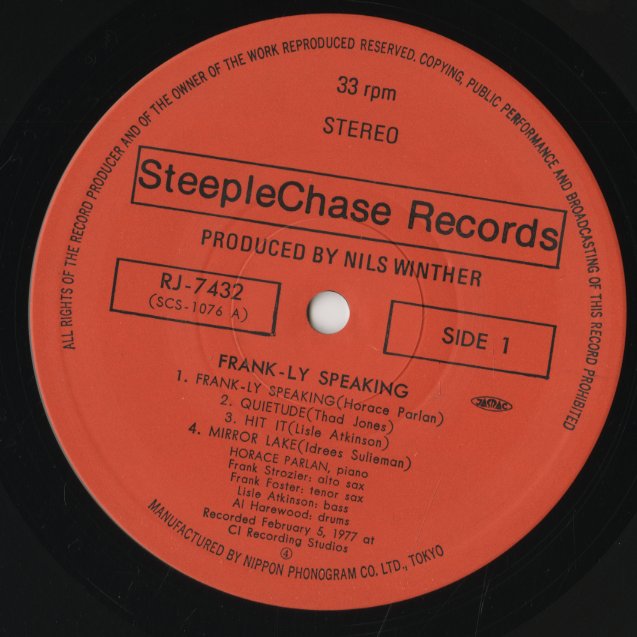 ALL RIGHTS OF THE RECORD PRODUCER AND OF THE OWNER OF THE WORK REPRODUCED RESERVED. COPYING, PUBLIC PERFORMANCE AND BROADCASTING OF THIS RECORD PROHIBITED
33 rpm
STEREO
SteepleChase Records
PRODUCED BY NILS WINTHER
RJ-7432
(SCS-1076 A)
SIDE 1
FRANK-LY SPEAKING
1. FRANK-LY SPEAKING(Horace Parlan)
2. QUIETUDE(Thad Jones)
3. HIT IT(Lisle Atkinson)
4. MIRROR LAKE(Idrees Sulieman)
JASRAC
HORACE PARLAN, piano
Frank Strozier: alto sax
Frank Foster: tenor sax
Lisle Atkinson: bass
Al Harewood: drums
Recorded February 5, 1977 at
CI Recording Studios
④
MANUFACTURED BY NIPPON PHONOGRAM CO. LTD., TOKYO